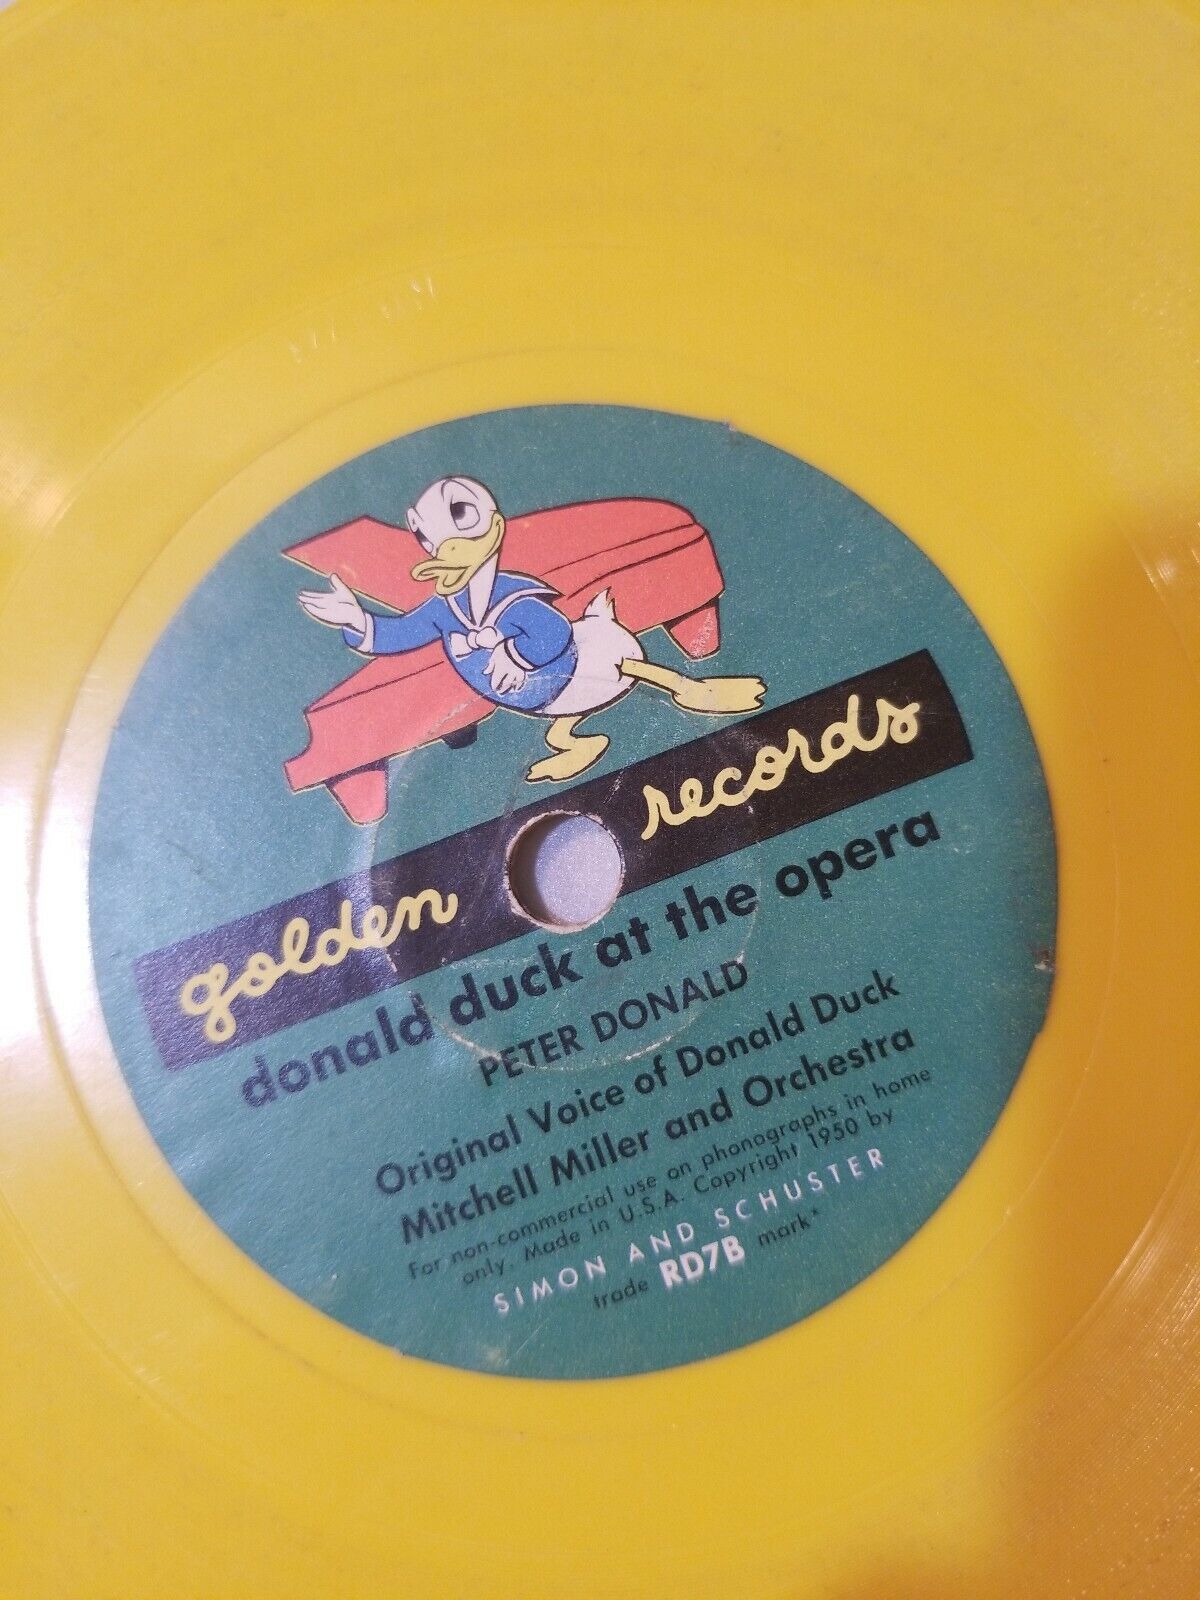 golden records
donald duck at the opera
PETER DONALD
Original Voice of Donald Duck
Mitchell Miller and Orchestra
For non-commercial use on phonographs in home
only. Made in U.S.A. Copyright 1950 by
SIMON AND SCHUSTER
trade RD7B mark*